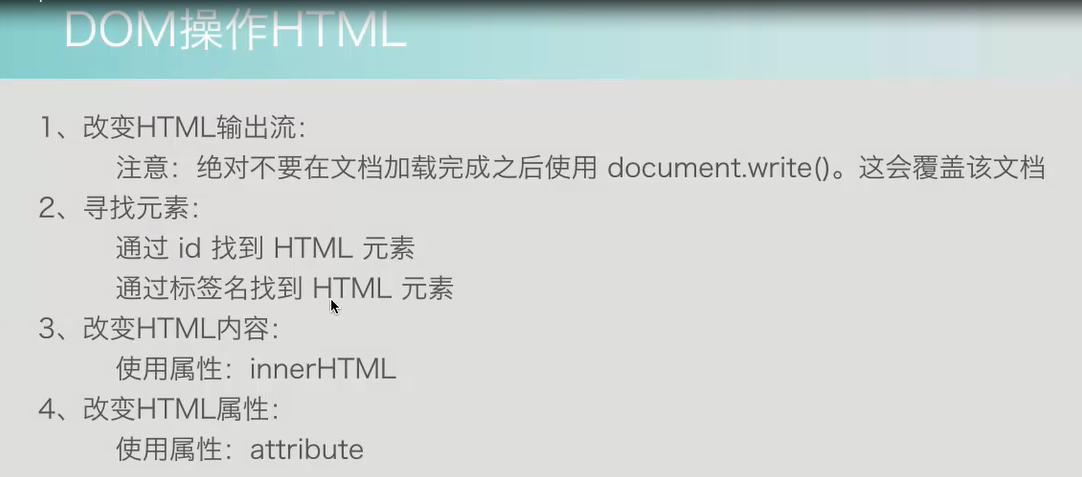 DOM操作HTML
1、改变HTML输出流：
注意：绝对不要在文档加载完成之后使用 document.write()。这会覆盖该文档
2、寻找元素：
通过 id 找到 HTML 元素
通过标签名找到 HTML 元素
3、改变HTML内容：
使用属性：innerHTML
4、改变HTML属性：
使用属性：attribute